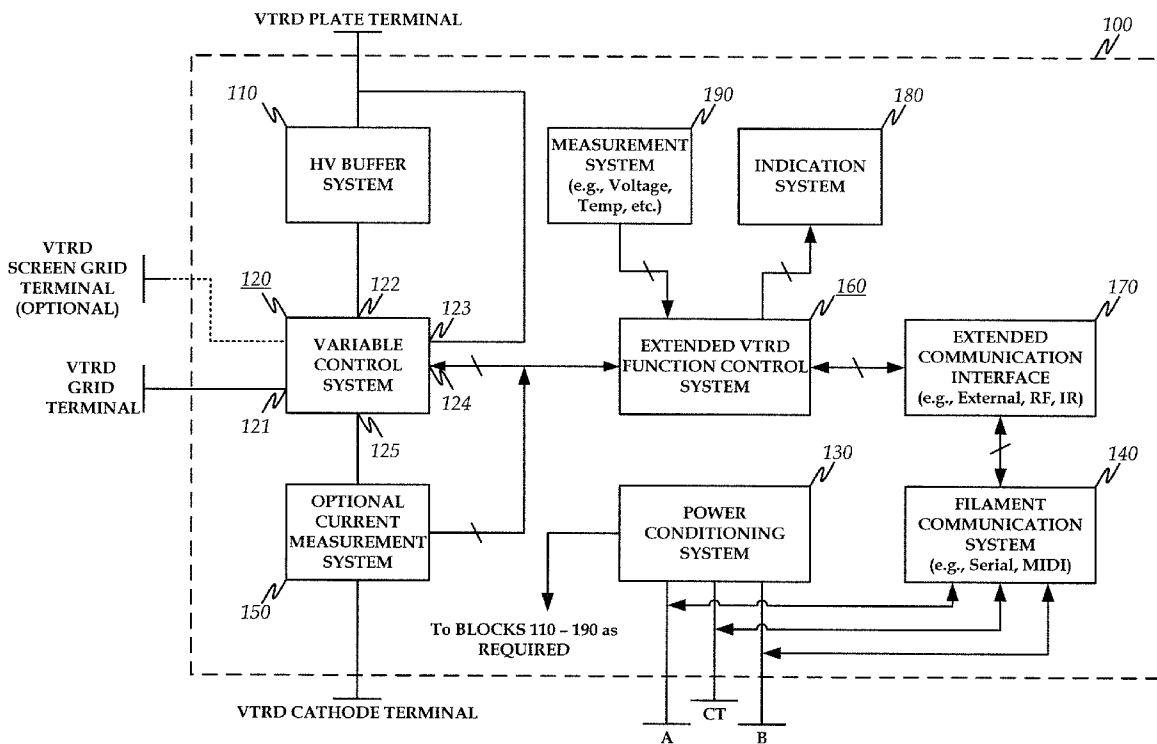 VTRD PLATE TERMINAL
100
110
HV BUFFER
SYSTEM
190
MEASUREMENT
SYSTEM
(e.g., Voltage,
Temp, etc.)
180
INDICATION
SYSTEM
VTRD
SCREEN GRID
TERMINAL
(OPTIONAL)
120
122
123
VARIABLE
CONTROL
SYSTEM
124
121
125
VTRD
GRID
TERMINAL
160
EXTENDED VTRD
FUNCTION CONTROL
SYSTEM
170
EXTENDED
COMMUNICATION
INTERFACE
(e.g., External, RF, IR)
OPTIONAL
CURRENT
MEASUREMENT
SYSTEM
150
130
POWER
CONDITIONING
SYSTEM
140
FILAMENT
COMMUNICATION
SYSTEM
(e.g., Serial, MIDI)
To BLOCKS 110 – 190 as
REQUIRED
VTRD CATHODE TERMINAL
A
CT
B